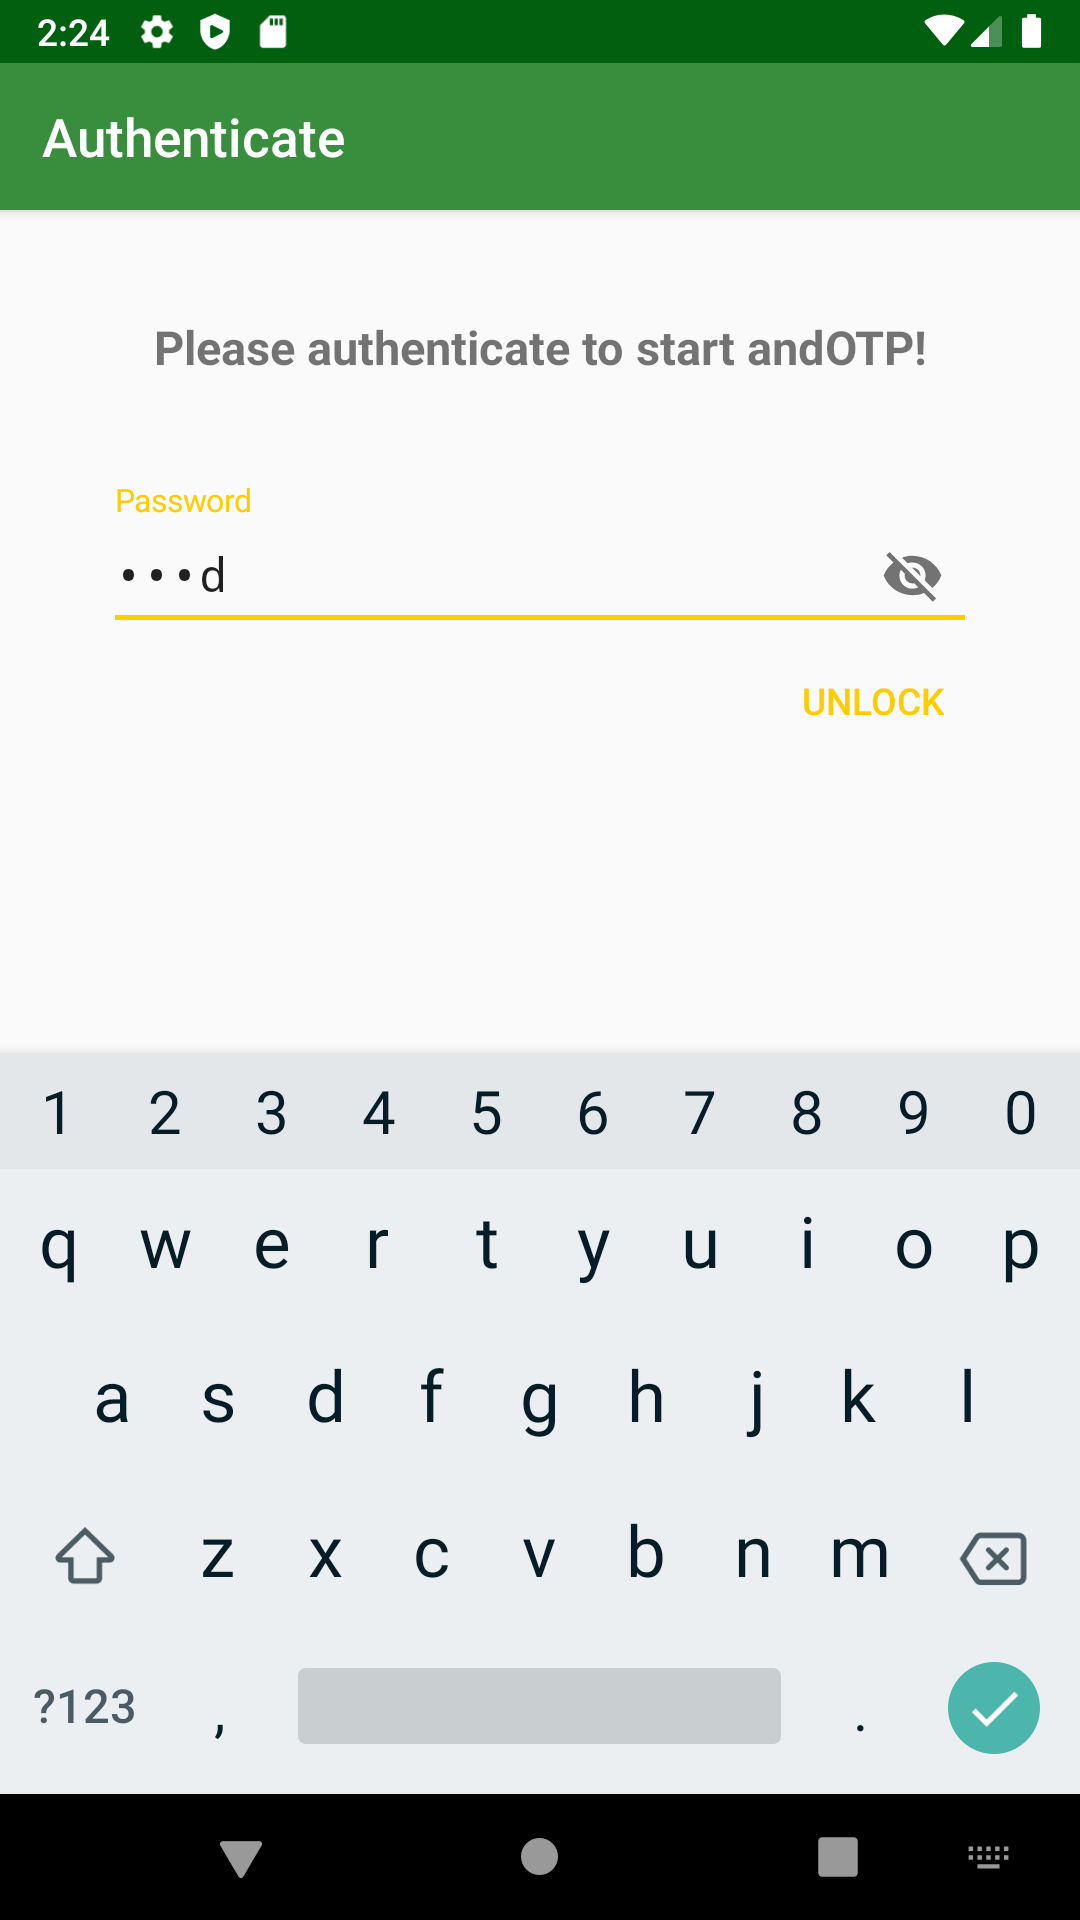 2:24
Authenticate
Please authenticate to start andOTP!
Password
•••d
UNLOCK
1 2 3 4 5 6 7 8 9 0
q w e r t y u i o p
a s d f g h j k l
z x c v b n m
?123 , .